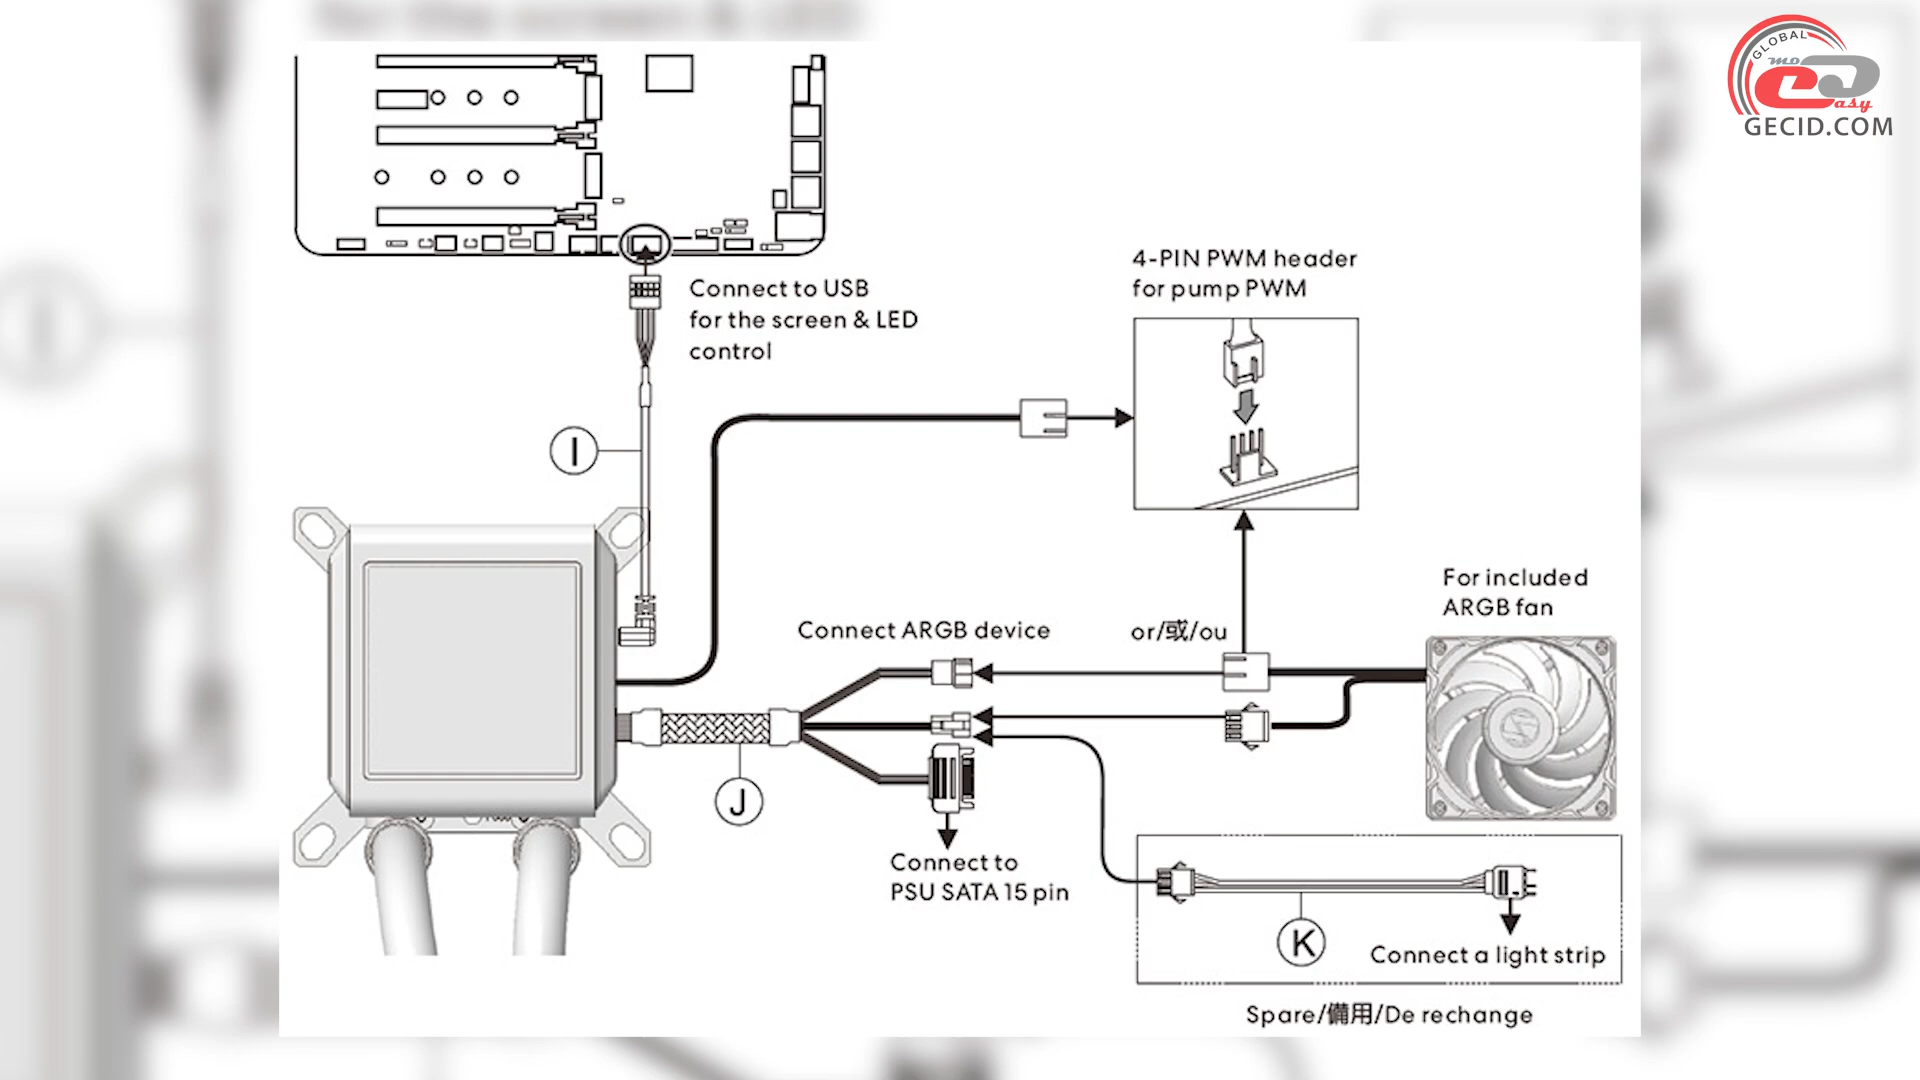 GLOBAL
MO
asy
GECID.COM
4-PIN PWM header
for pump PWM
Connect to USB
for the screen & LED
control
I
For included
ARGB fan
Connect ARGB device
or/或/ou
J
Connect to
PSU SATA 15 pin
K
Connect a light strip
Spare/備用/De rechange